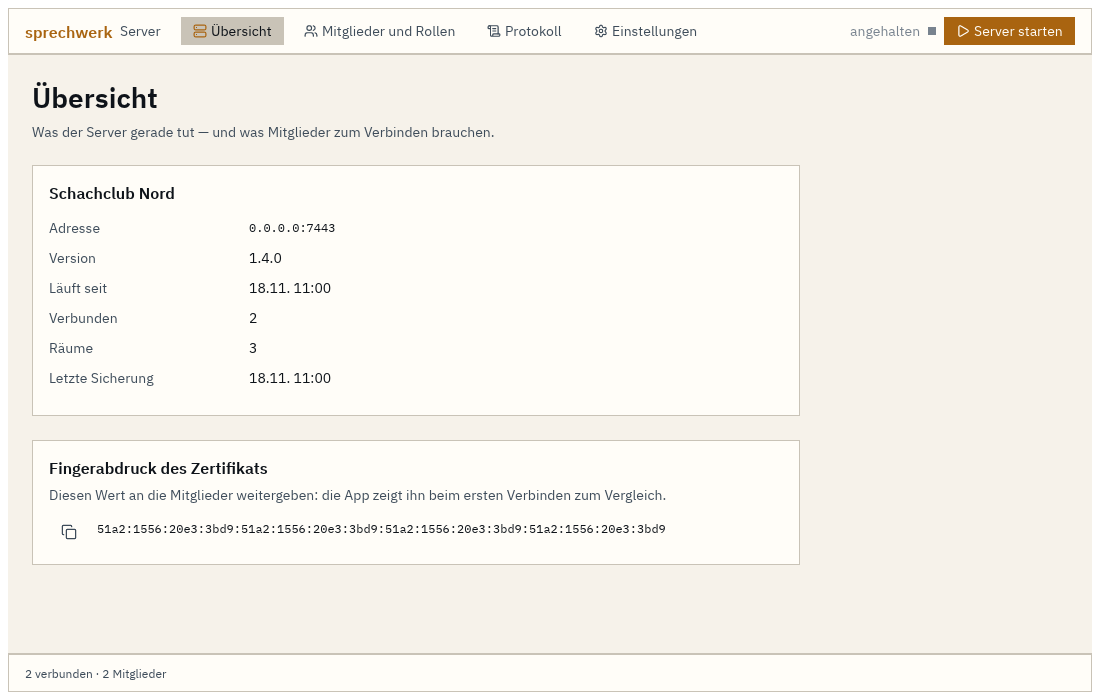 sprechwerk Server Übersicht Mitglieder und Rollen Protokoll Einstellungen angehalten Server starten
Übersicht
Was der Server gerade tut — und was Mitglieder zum Verbinden brauchen.
Schachclub Nord
Adresse 0.0.0.0:7443
Version 1.4.0
Läuft seit 18.11. 11:00
Verbunden 2
Räume 3
Letzte Sicherung 18.11. 11:00
Fingerabdruck des Zertifikats
Diesen Wert an die Mitglieder weitergeben: die App zeigt ihn beim ersten Verbinden zum Vergleich.
51a2:1556:20e3:3bd9:51a2:1556:20e3:3bd9:51a2:1556:20e3:3bd9:51a2:1556:20e3:3bd9
2 verbunden · 2 Mitglieder